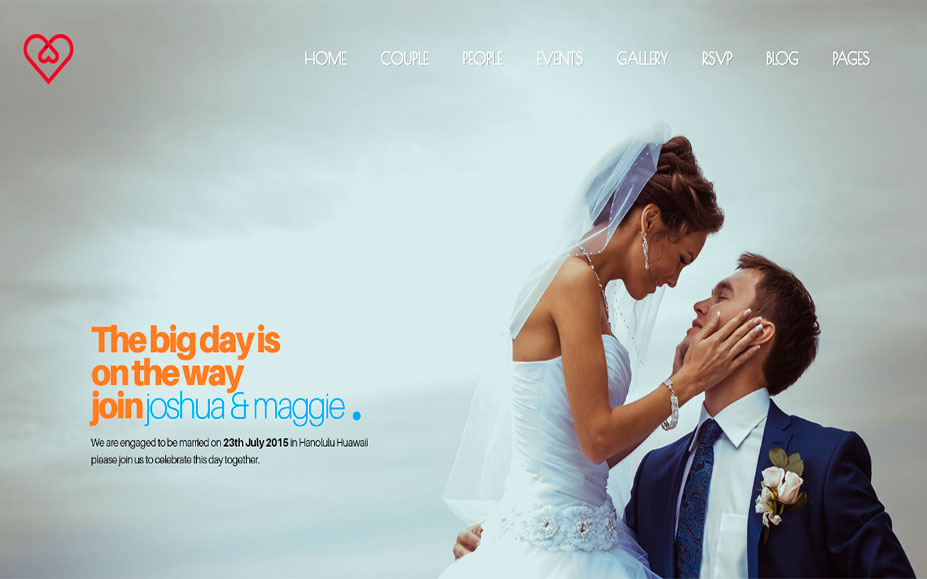 HOME COUPLE PEOPLE EVENTS GALLERY RSVP BLOG PAGES
The big day is
on the way
join joshua & maggie .
We are engaged to be married on 23th July 2015 in Hanolulu Huawaii
please join us to celebrate this day together.